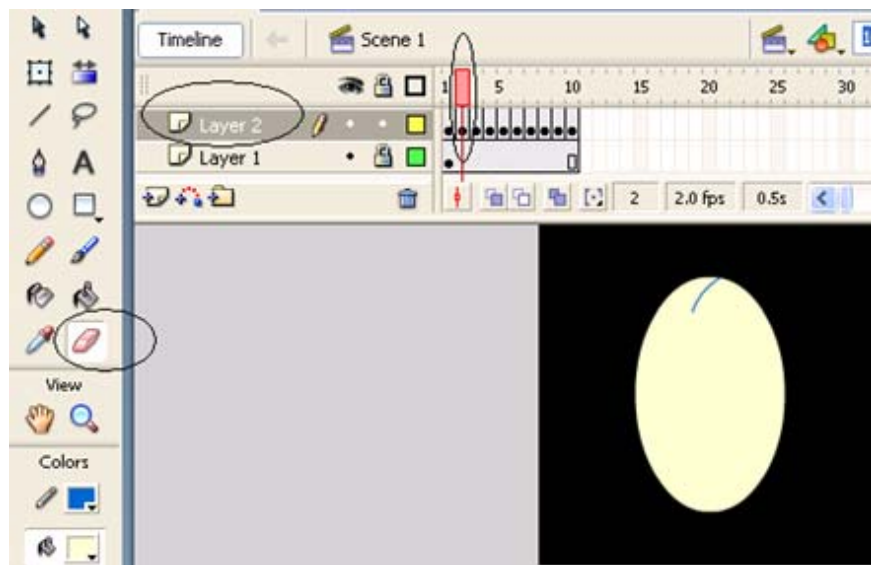 Timeline Scene 1
1 5 10 15 20 25 30
Layer 2
Layer 1
2 2.0 fps 0.5s
A
View
Colors